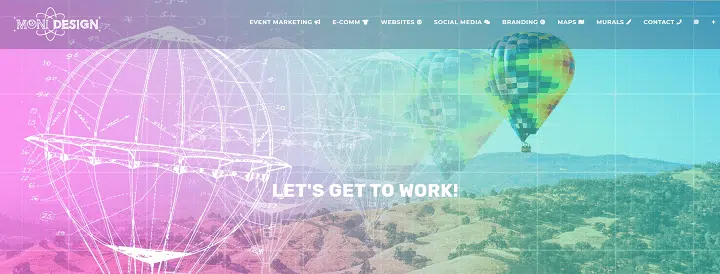 MONI DESIGN
EVENT MARKETING E-COMM WEBSITES SOCIAL MEDIA BRANDING MAPS MURALS CONTACT
LET'S GET TO WORK!